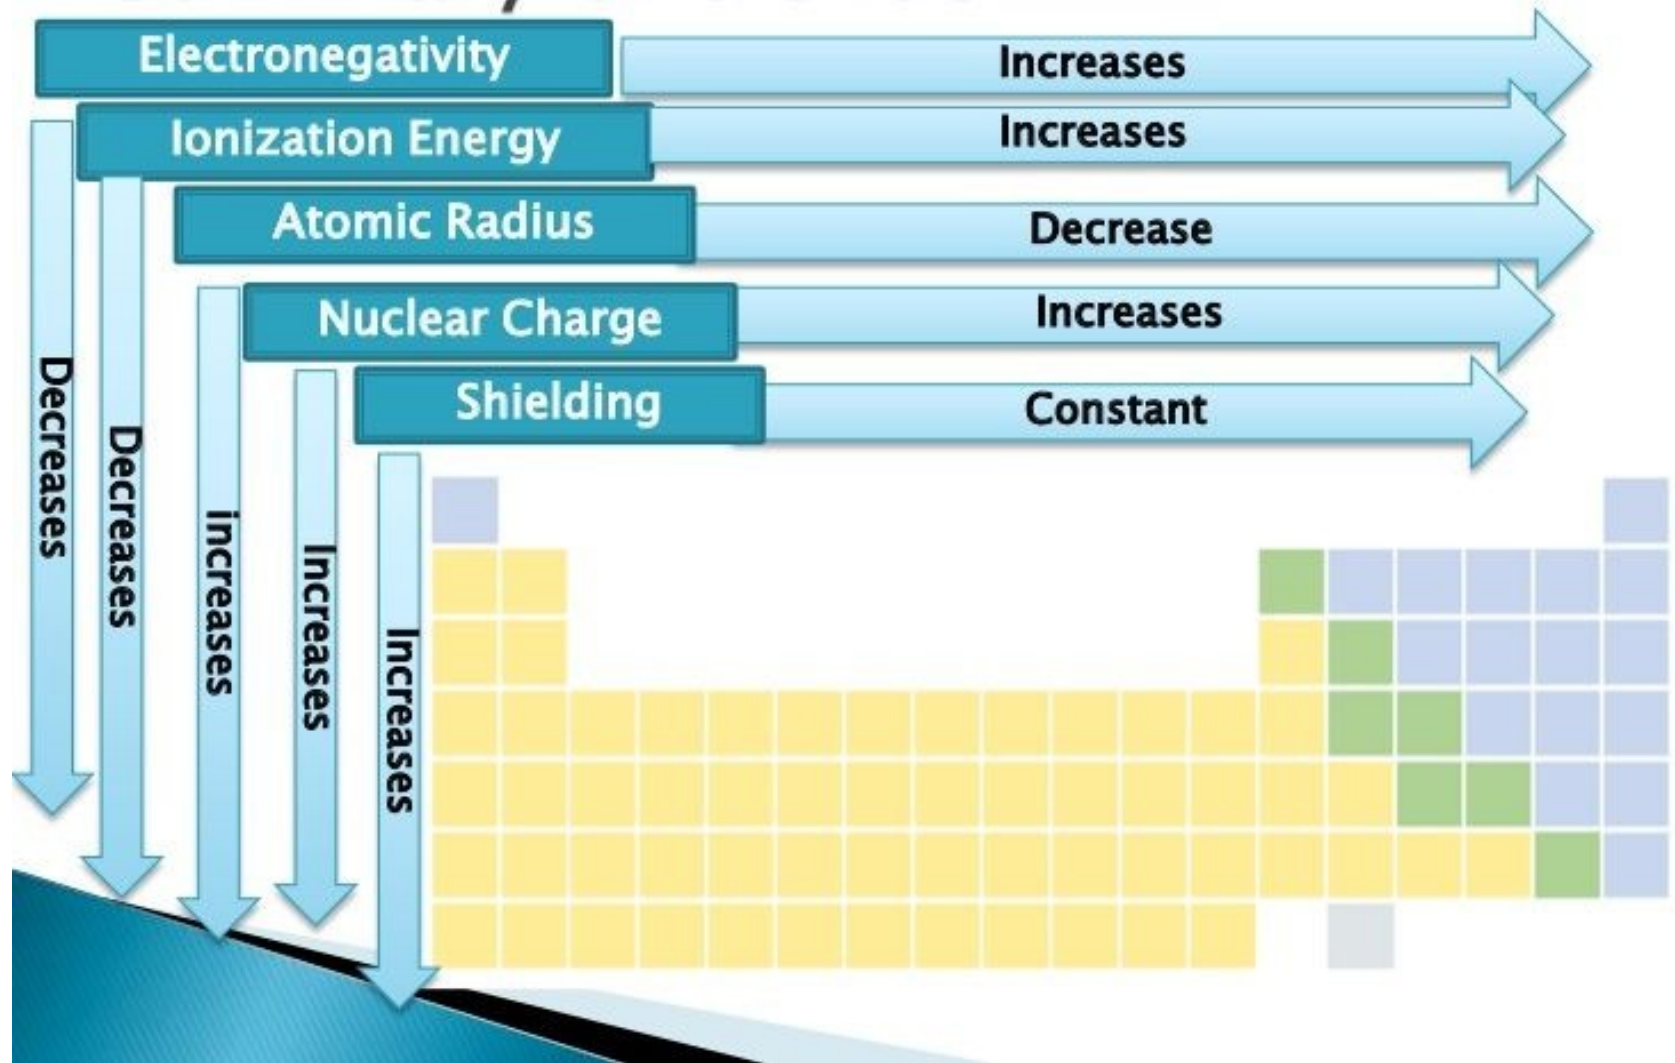 Electronegativity
Increases
Ionization Energy
Increases
Atomic Radius
Decrease
Nuclear Charge
Increases
Shielding
Constant
Decreases
Decreases
increases
Increases
Increases